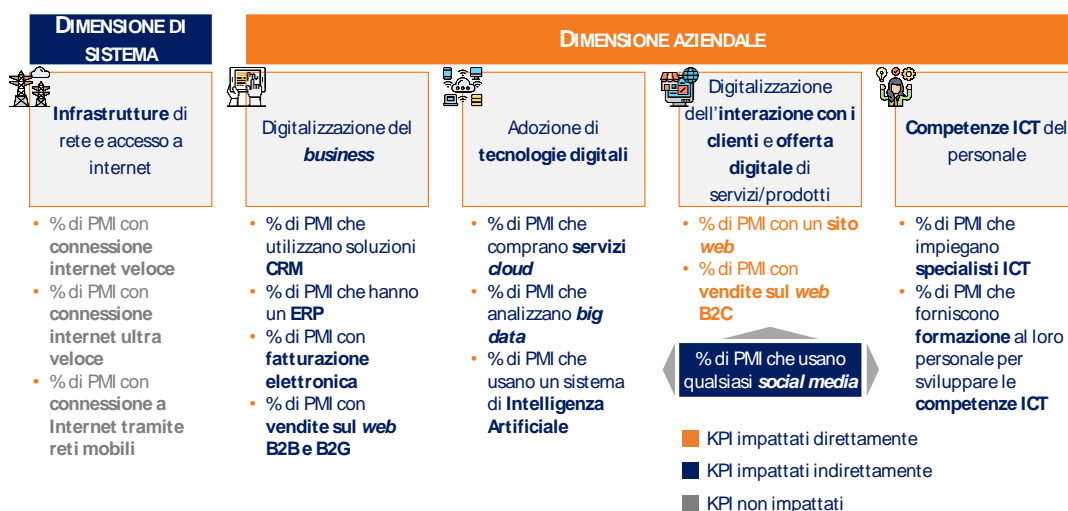 DIMENSIONE DI
SISTEMA
DIMENSIONE AZIENDALE
Infrastrutture di
rete e accesso a
internet
Digitalizzazione del
business
Adozione di
tecnologie digitali
Digitalizzazione
dell'interazione con i
clienti e offerta
digitale di
servizi/prodotti
Competenze ICT del
personale
• % di PMI con
connessione
internet veloce
• % di PMI con
connessione
internet ultra
veloce
• % di PMI con
connessione a
Internet tramite
reti mobili
• % di PMI che
utilizzano soluzioni
CRM
• % di PMI che hanno
un ERP
• % di PMI con
fatturazione
elettronica
• % di PMI con
vendite sul web
B2B e B2G
• % di PMI che
comprano servizi
cloud
• % di PMI che
analizzano big
data
• % di PMI che
usano un sistema
di Intelligenza
Artificiale
• % di PMI con un sito
web
• % di PMI con
vendite sul web
B2C
% di PMI che usano
qualsiasi social media
• % di PMI che
impiegano
specialisti ICT
• % di PMI che
forniscono
formazione al loro
personale per
sviluppare le
competenze ICT
KPI impattati direttamente
KPI impattati indirettamente
KPI non impattati